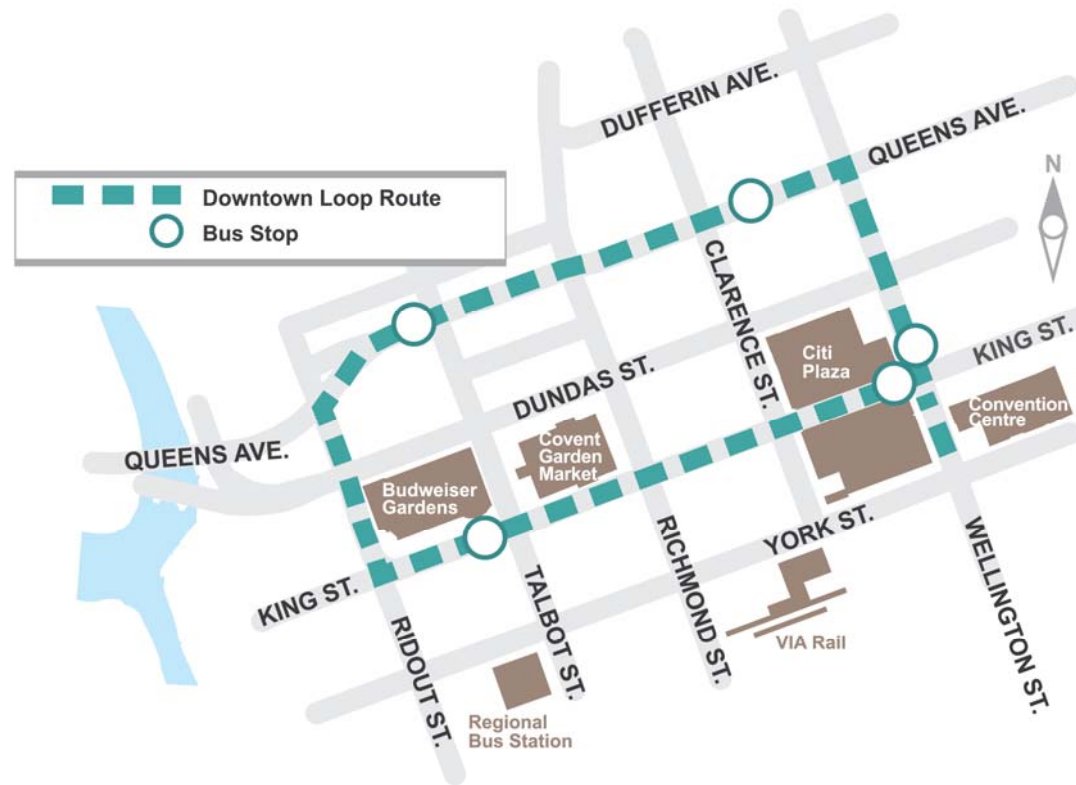 DUFFERIN AVE.
QUEENS AVE.
N
Downtown Loop Route
Bus Stop
CLARENCE ST.
KING ST.
Citi
Plaza
Convention
Centre
DUNDAS ST.
Covent
Garden
Market
QUEENS AVE.
Budweiser
Gardens
YORK ST.
KING ST.
TALBOT ST.
RICHMOND ST.
WELLINGTON ST.
RIDOUT ST.
VIA Rail
Regional
Bus Station